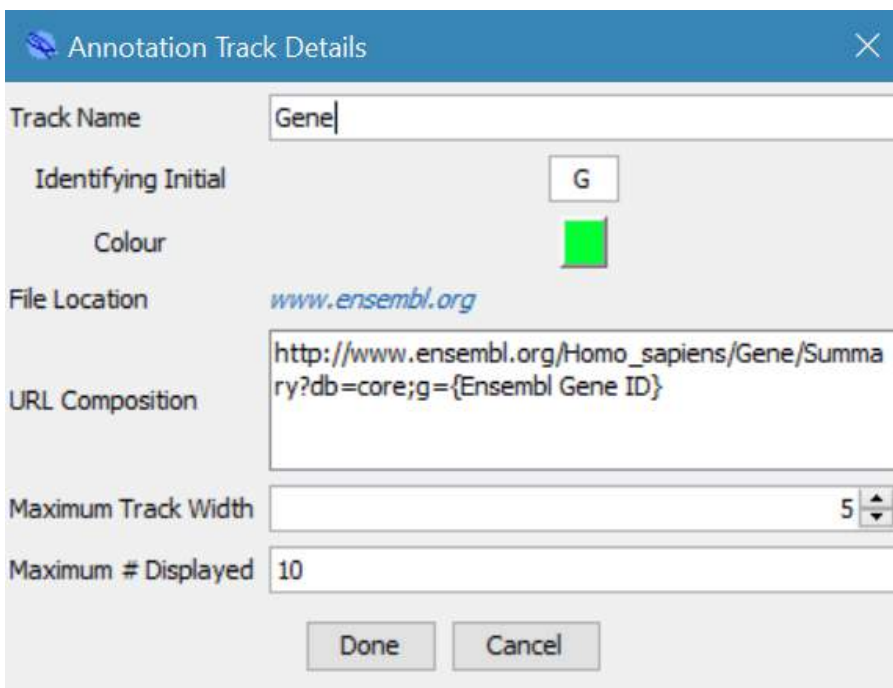 Annotation Track Details
Track Name Gene
Identifying Initial G
Colour
File Location www.ensembl.org
URL Composition http://www.ensembl.org/Homo_sapiens/Gene/Summa
ry?db=core;g={Ensembl Gene ID}
Maximum Track Width 5
Maximum # Displayed 10
Done Cancel